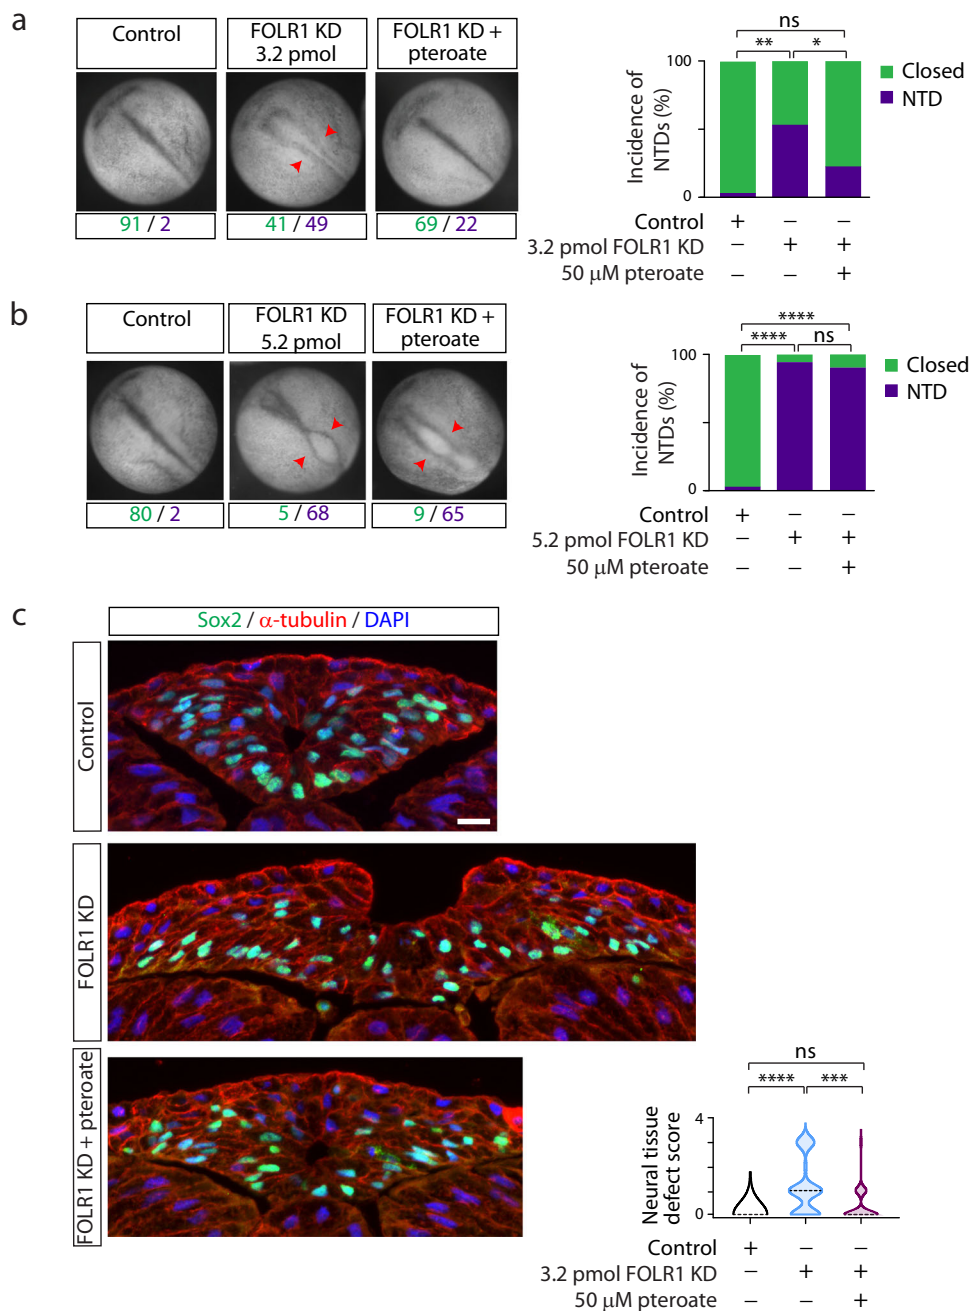 a
Control
FOLR1 KD
3.2 pmol
FOLR1 KD +
pteroate
91 / 2
41 / 49
69 / 22
ns
** *
Incidence of
NTDs (%)
100
0
Closed
NTD
Control + – –
3.2 pmol FOLR1 KD – + +
50 μM pteroate – – +
b
Control
FOLR1 KD
5.2 pmol
FOLR1 KD +
pteroate
80 / 2
5 / 68
9 / 65
****
**** ns
Incidence of
NTDs (%)
100
0
Closed
NTD
Control + – –
5.2 pmol FOLR1 KD – + +
50 μM pteroate – – +
c
Sox2 / α-tubulin / DAPI
Control
FOLR1 KD
FOLR1 KD + pteroate
ns
**** ***
Neural tissue
defect score
4
0
Control + – –
3.2 pmol FOLR1 KD – + +
50 μM pteroate – – +